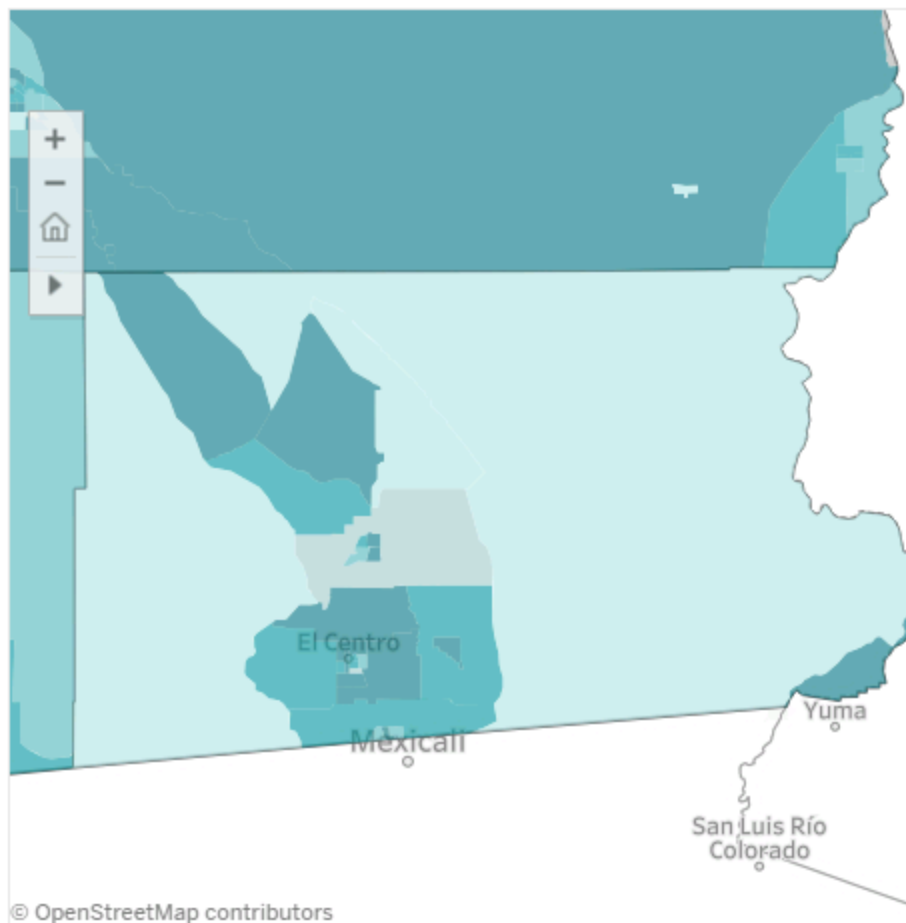 El Centro
Mexicali
Yuma
San Luis Río
Colorado
© OpenStreetMap contributors